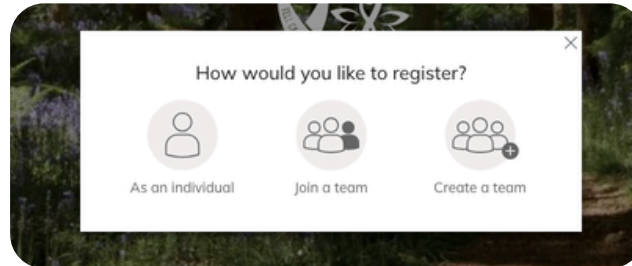 How would you like to register?
As an individual
Join a team
Create a team